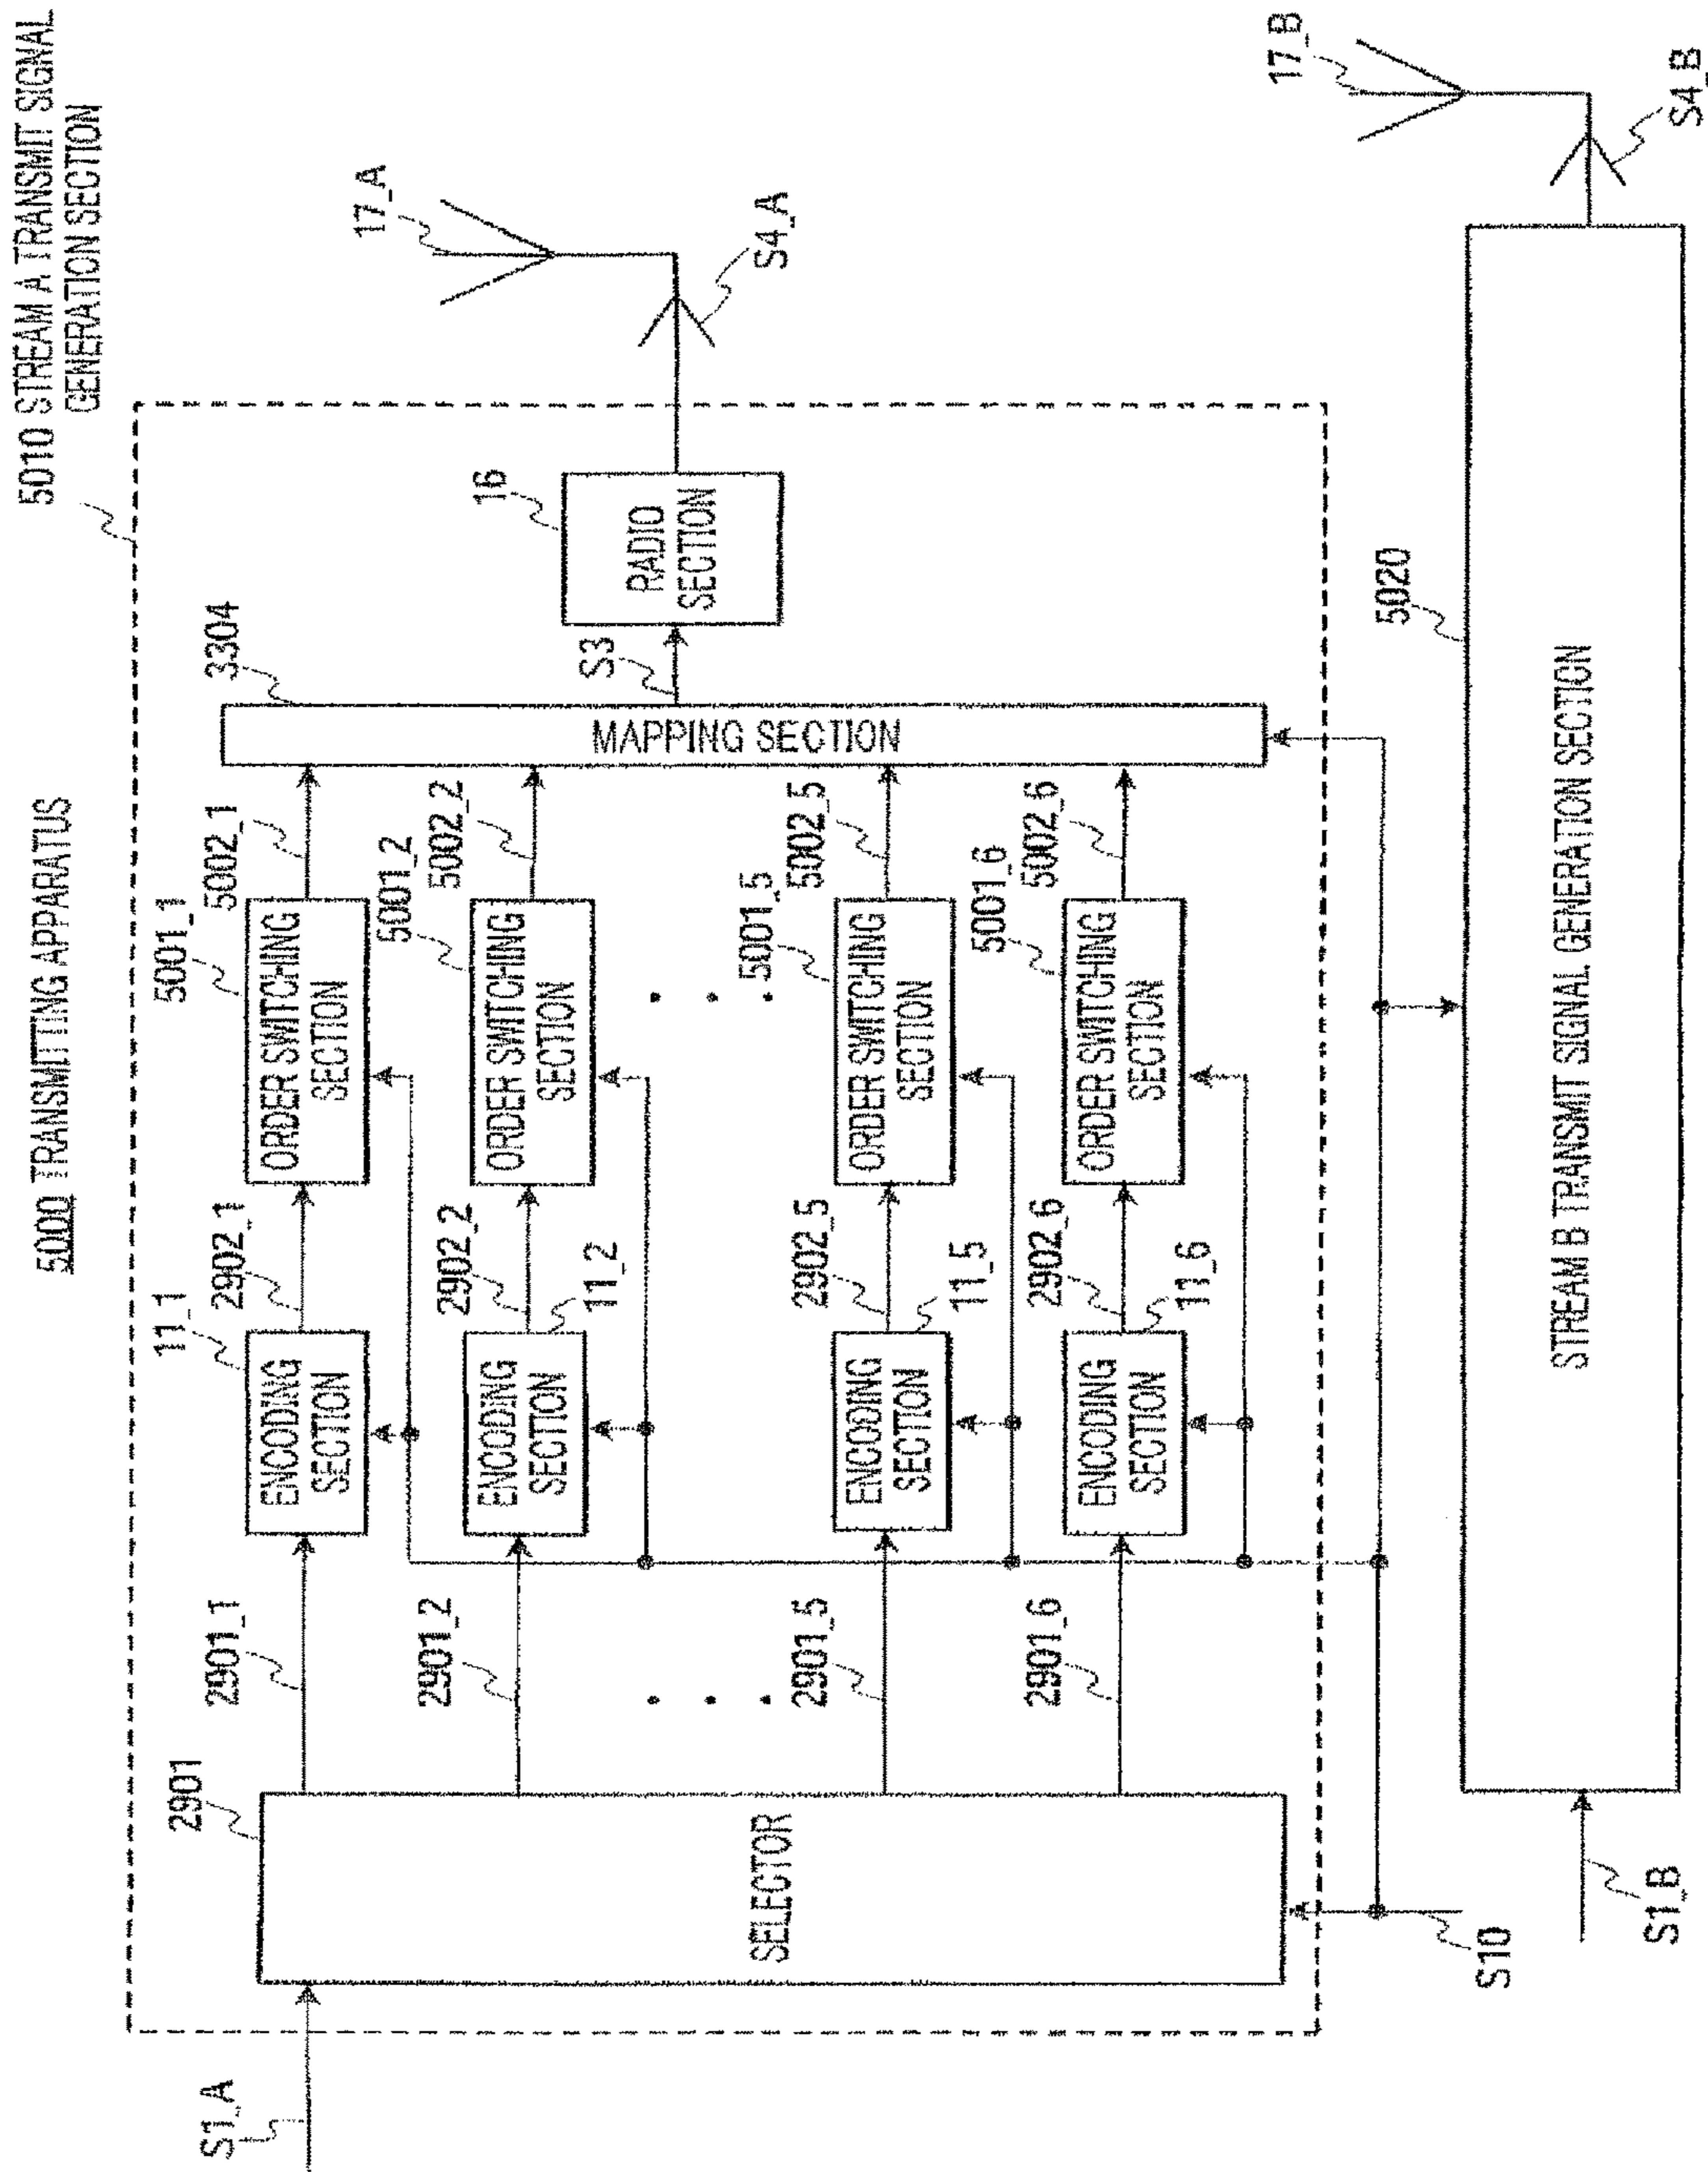 5000 TRANSMITTING APPARATUS
5010 STREAM A TRANSMIT SIGNAL
GENERATION SECTION
S1_A
2901
SELECTOR
2901_1
11_1
ENCODING
SECTION
2902_1
5001_1
ORDER SWITCHING
SECTION
5002_1
3304
MAPPING SECTION
S3
16
RADIO
SECTION
17_A
S4_A
2901_2
ENCODING
SECTION
11_2
2902_2
5001_2
ORDER SWITCHING
SECTION
5002_2
. . .
. . .
2901_5
ENCODING
SECTION
11_5
2902_5
5001_5
ORDER SWITCHING
SECTION
5002_5
2901_6
ENCODING
SECTION
11_6
2902_6
5001_6
ORDER SWITCHING
SECTION
5002_6
S10
S1_B
5020
STREAM B TRANSMIT SIGNAL GENERATION SECTION
17_B
S4_B